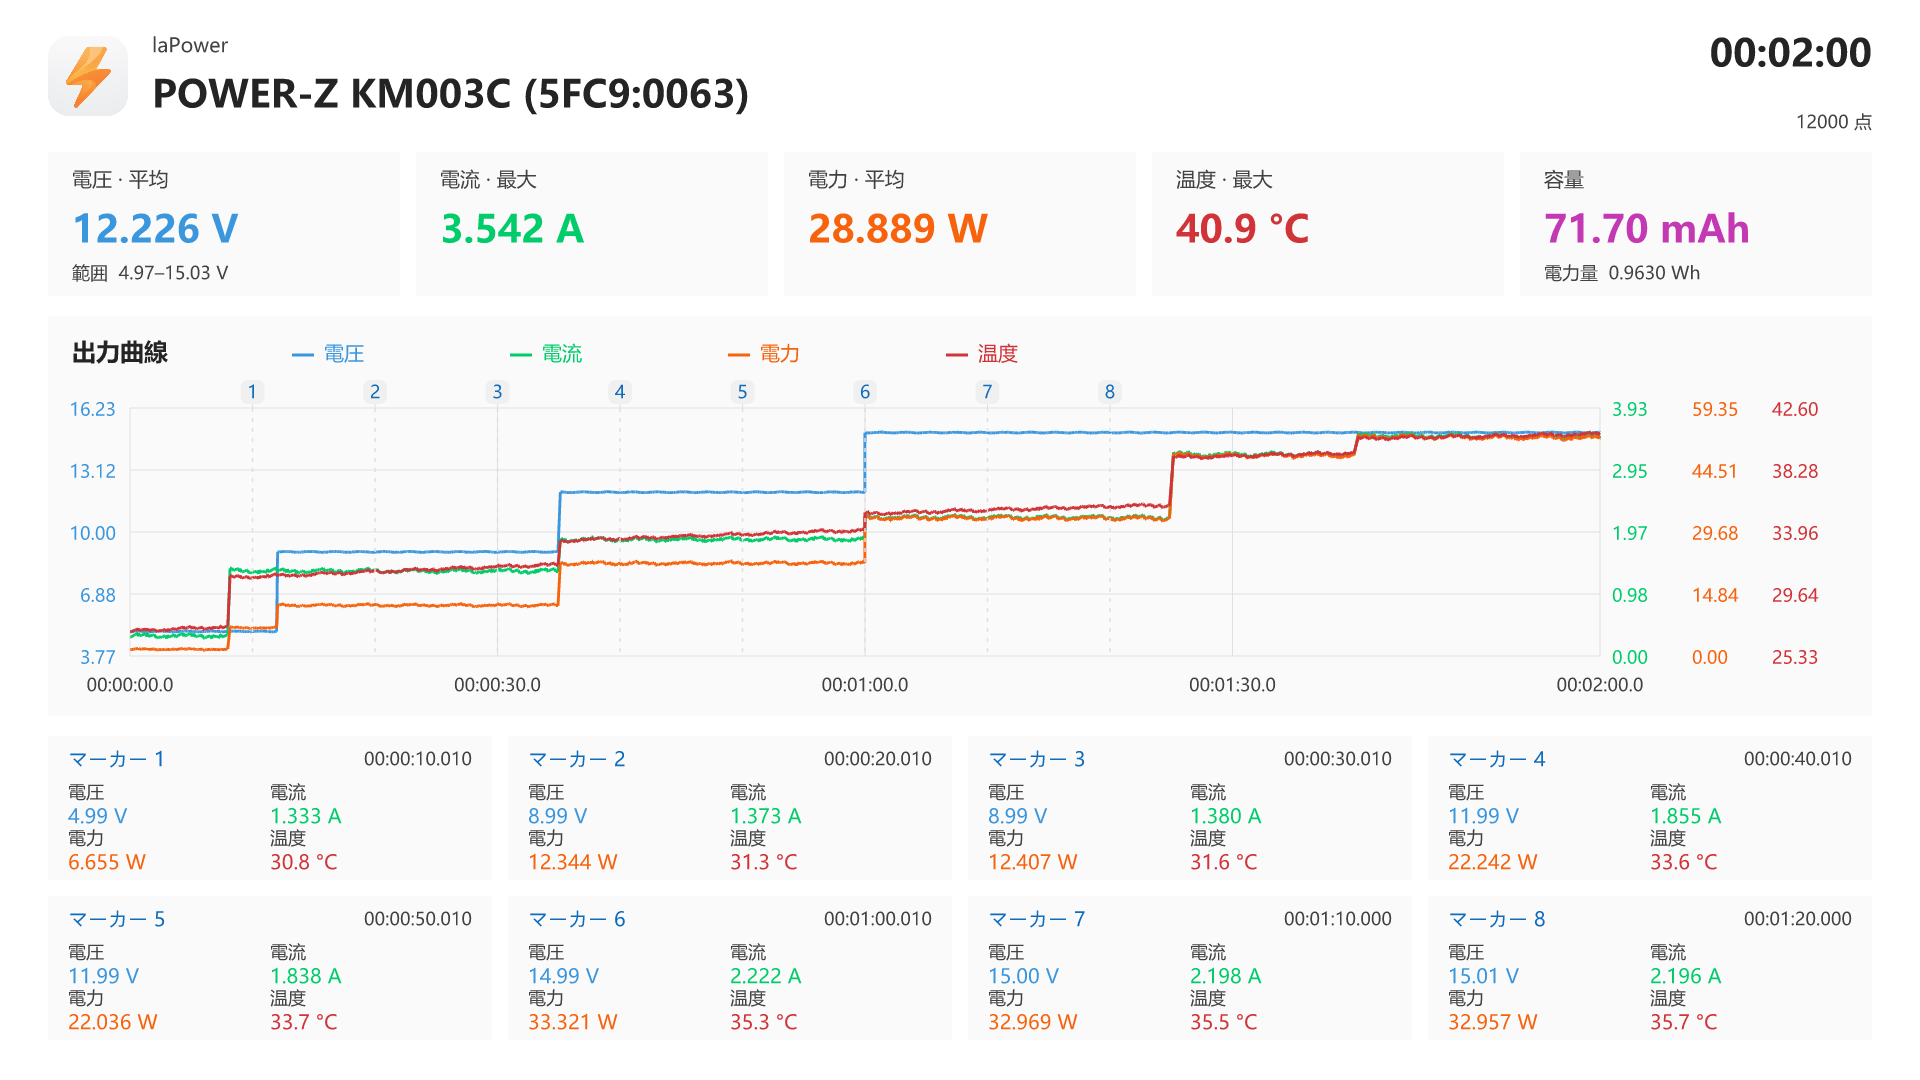 laPower
POWER-Z KM003C (5FC9:0063)
00:02:00
12000 点
電圧 · 平均
12.226 V
範囲 4.97–15.03 V
電流 · 最大
3.542 A
電力 · 平均
28.889 W
温度 · 最大
40.9 °C
容量
71.70 mAh
電力量 0.9630 Wh
出力曲線
電圧 電流 電力 温度
1 2 3 4 5 6 7 8
16.23 3.93 59.35 42.60
13.12 2.95 44.51 38.28
10.00 1.97 29.68 33.96
6.88 0.98 14.84 29.64
3.77 0.00 0.00 25.33
00:00:00.0 00:00:30.0 00:01:00.0 00:01:30.0 00:02:00.0
マーカー 1 00:00:10.010
電圧 電流
4.99 V 1.333 A
電力 温度
6.655 W 30.8 °C
マーカー 2 00:00:20.010
電圧 電流
8.99 V 1.373 A
電力 温度
12.344 W 31.3 °C
マーカー 3 00:00:30.010
電圧 電流
8.99 V 1.380 A
電力 温度
12.407 W 31.6 °C
マーカー 4 00:00:40.010
電圧 電流
11.99 V 1.855 A
電力 温度
22.242 W 33.6 °C
マーカー 5 00:00:50.010
電圧 電流
11.99 V 1.838 A
電力 温度
22.036 W 33.7 °C
マーカー 6 00:01:00.010
電圧 電流
14.99 V 2.222 A
電力 温度
33.321 W 35.3 °C
マーカー 7 00:01:10.000
電圧 電流
15.00 V 2.198 A
電力 温度
32.969 W 35.5 °C
マーカー 8 00:01:20.000
電圧 電流
15.01 V 2.196 A
電力 温度
32.957 W 35.7 °C